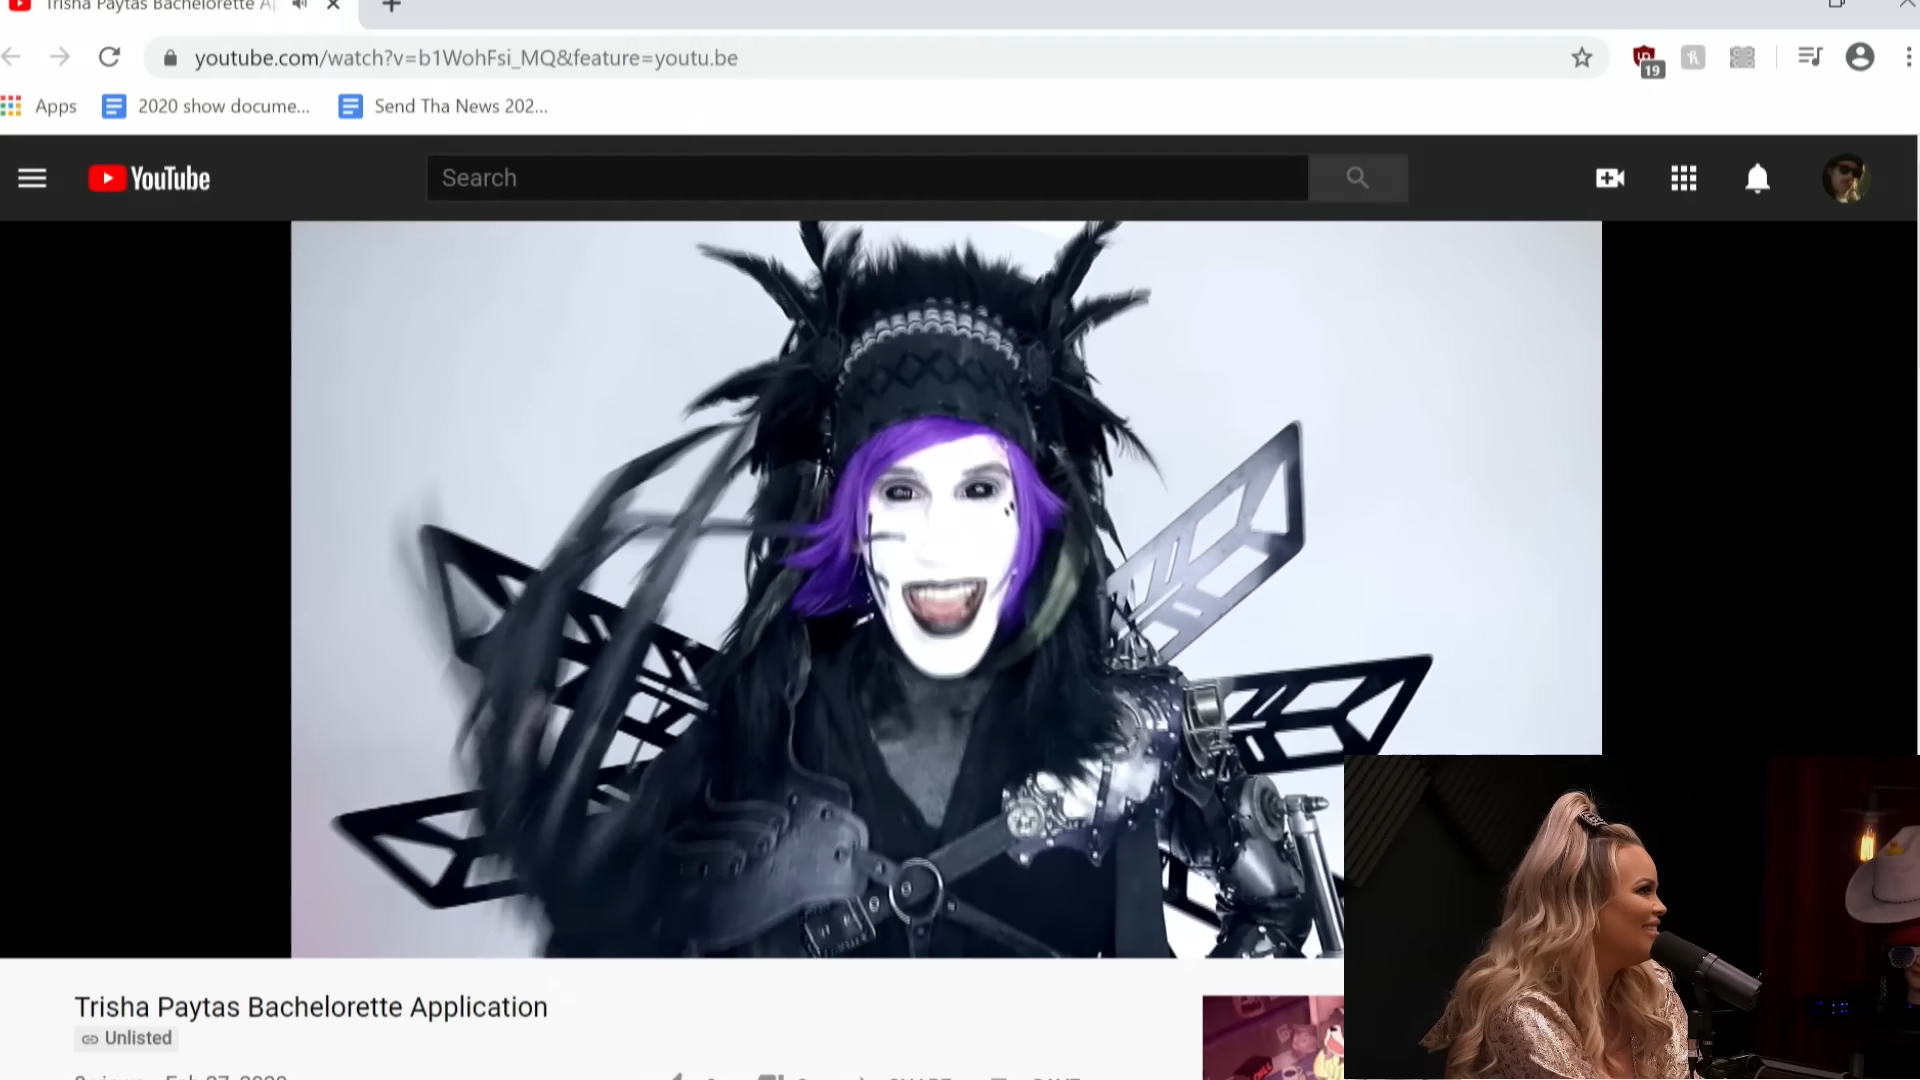 Trisha Paytas Bachelorette A
youtube.com/watch?v=b1WohFsi_MQ&feature=youtu.be
19
Apps
2020 show docume...
Send Tha News 202...
YouTube
Search
Trisha Paytas Bachelorette Application
Unlisted